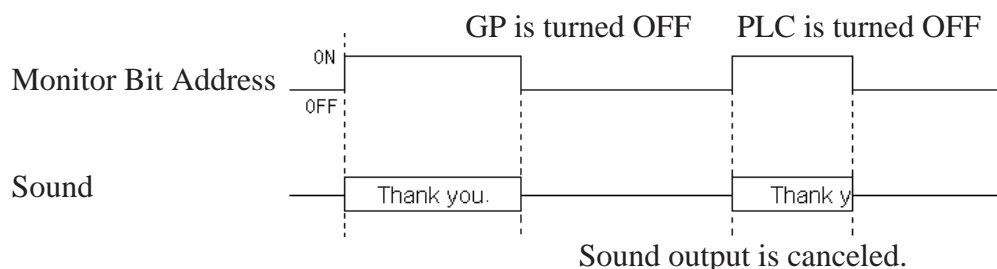 GP is turned OFF PLC is turned OFF
ON
Monitor Bit Address
OFF
Sound Thank you. Thank y
Sound output is canceled.